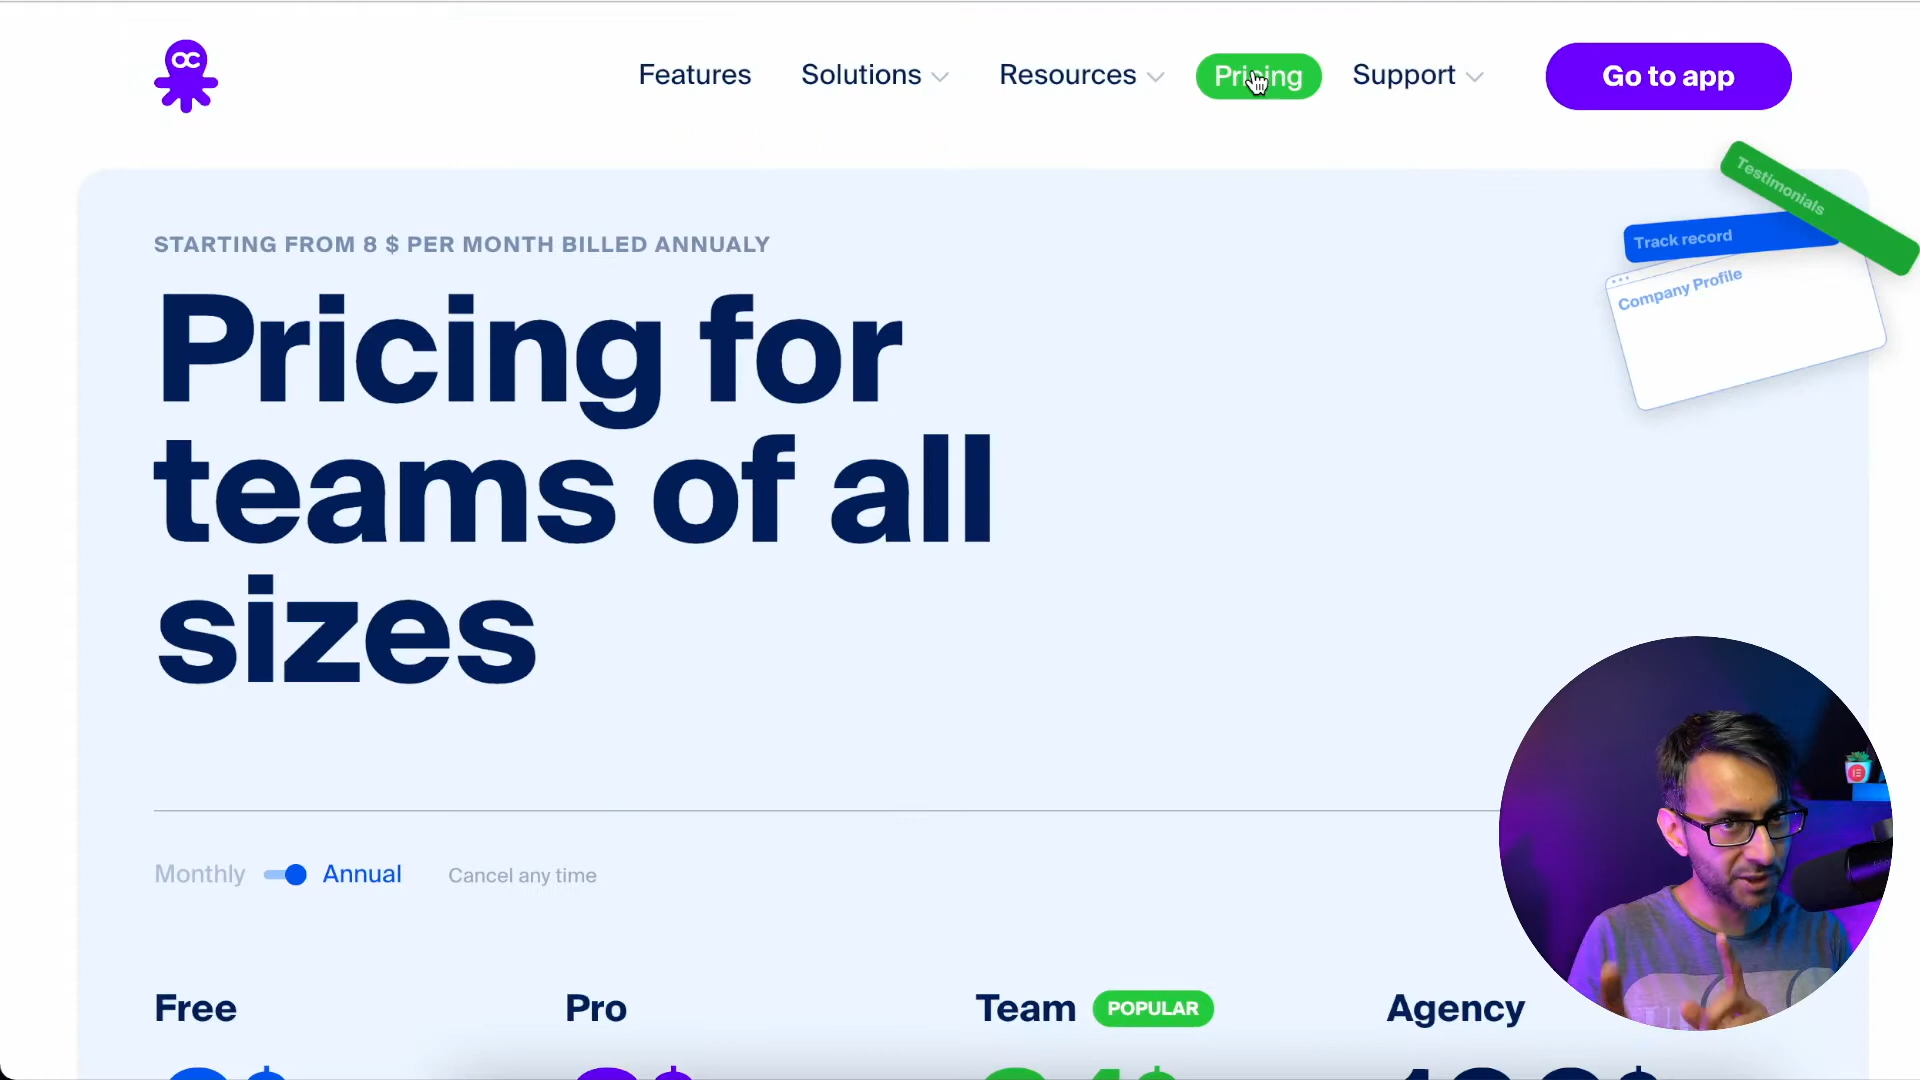 OC
Features
Solutions
Resources
Pricing
Support
Go to app
Testimonials
Track record
Company Profile
STARTING FROM 8 $ PER MONTH BILLED ANNUALY
Pricing for
teams of all
sizes
Monthly
Annual
Cancel any time
Free
Pro
Team
POPULAR
Agency